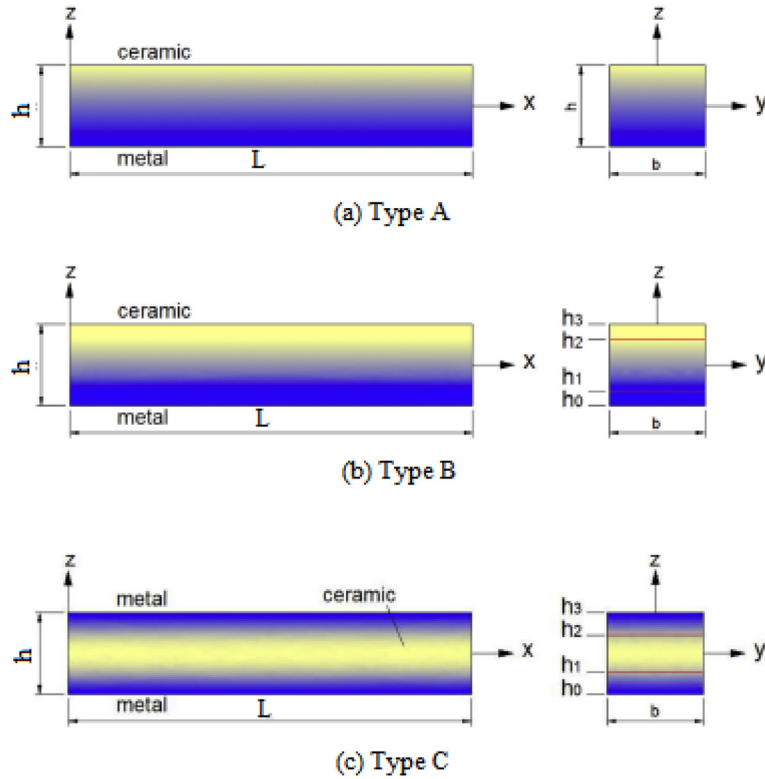 z z
ceramic
h x h y
metal L b
(a) Type A
z z
ceramic h3
h2
h x y
h1
h0
metal L b
(b) Type B
z z
metal ceramic h3
h2
h x y
h1
h0
metal L b
(c) Type C